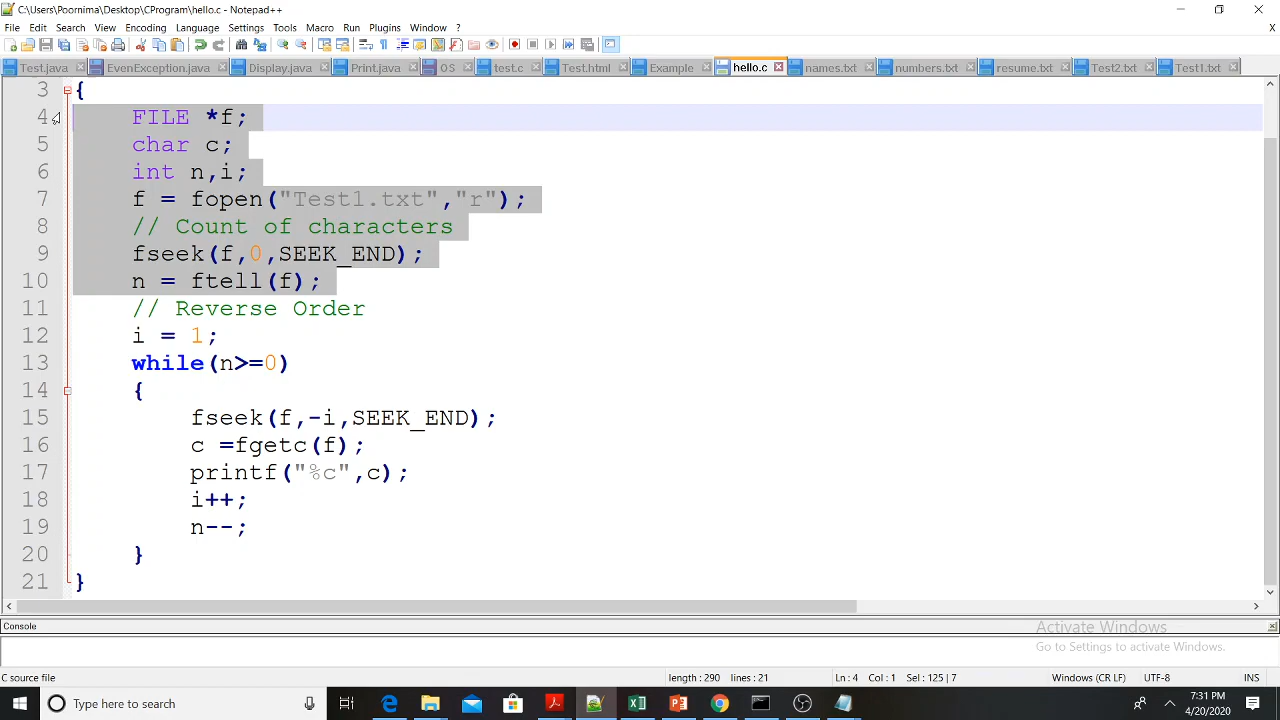 C:\Users\Poornima\Desktop\CProgram\hello.c - Notepad++
File Edit Search View Encoding Language Settings Tools Macro Run Plugins Window ? X
Test.java EvenException.java Display.java Print.java OS test.c Test.html Example hello.c names.txt numbers.txt resume.txt Test2.txt Test1.txt
3 {
4 FILE *f;
5 char c;
6 int n,i;
7 f = fopen("Test1.txt","r");
8 // Count of characters
9 fseek(f,0,SEEK_END);
10 n = ftell(f);
11 // Reverse Order
12 i = 1;
13 while(n>=0)
14 {
15 fseek(f,-i,SEEK_END);
16 c =fgetc(f);
17 printf("%c",c);
18 i++;
19 n--;
20 }
21 }
Console
Activate Windows
Go to Settings to activate Windows.
C source file length : 290 lines : 21 Ln : 4 Col : 1 Sel : 125 | 7 Windows (CR LF) UTF-8 INS
Type here to search
7:31 PM
4/20/2020